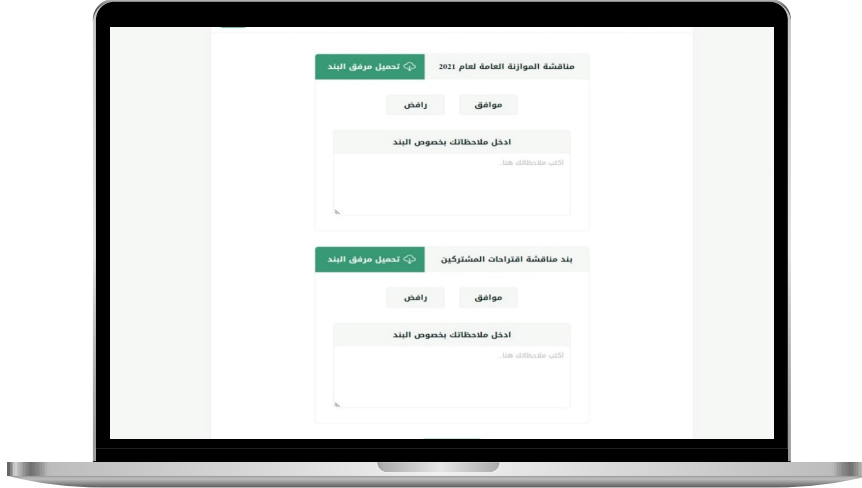 مناقشة الموازنة العامة لعام 2021
تحميل مرفق البند
موافق
رافض
ادخل ملاحظاتك بخصوص البند
اكتب ملاحظاتك هنا.
بند مناقشة اقتراحات المشتركين
تحميل مرفق البند
موافق
رافض
ادخل ملاحظاتك بخصوص البند
اكتب ملاحظاتك هنا.